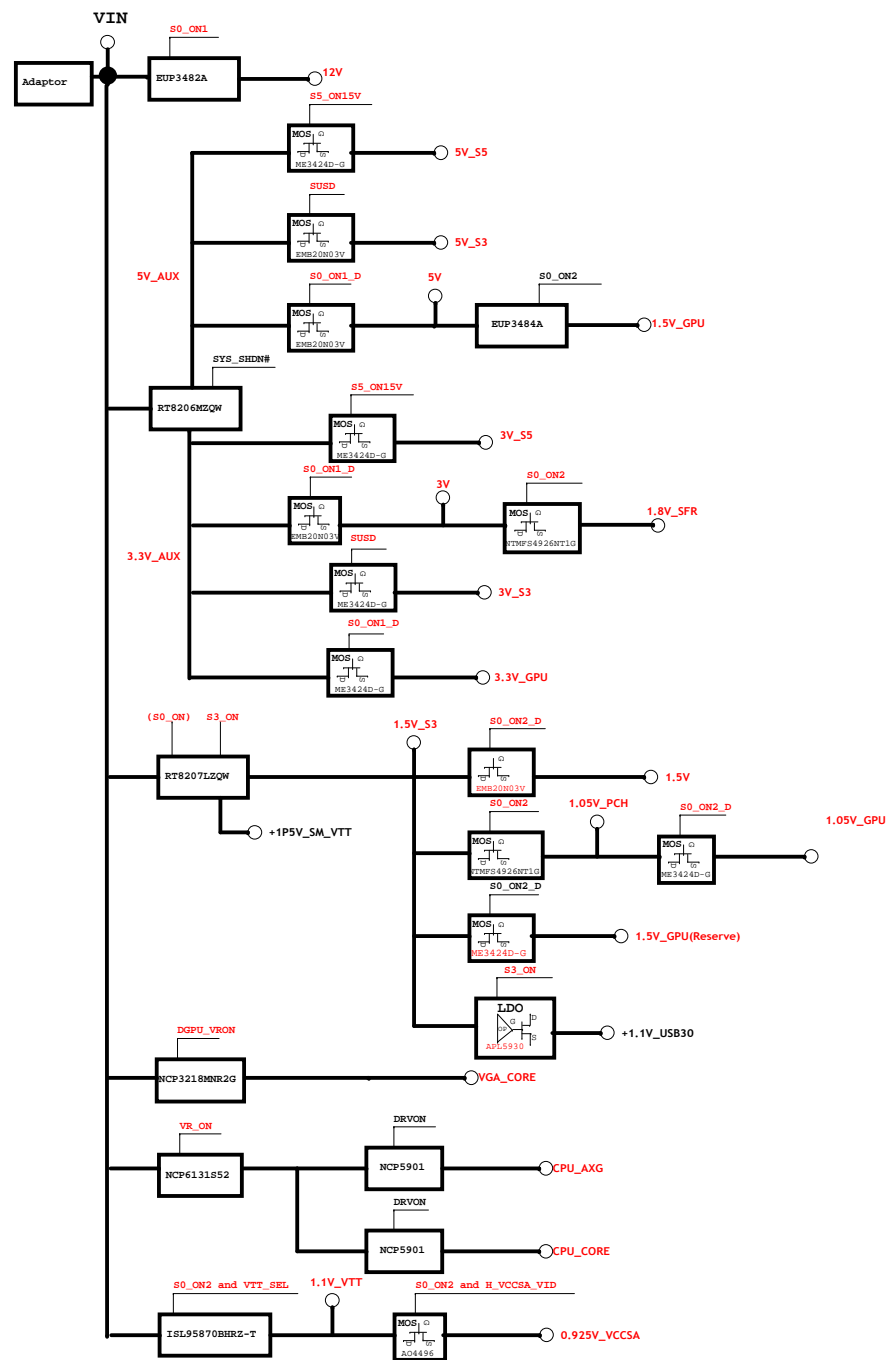 VIN
S0_ON1
Adaptor
EUP3482A
12V
S5_ON15V
MOS
G
D
S
ME3424D-G
5V_S5
SUSD
MOS
G
D
S
EMB20N03V
5V_S3
5V_AUX
S0_ON1_D
MOS
G
D
S
EMB20N03V
5V
S0_ON2
EUP3484A
1.5V_GPU
SYS_SHDN#
RT8206MZQW
S5_ON15V
MOS
G
D
S
ME3424D-G
3V_S5
S0_ON1_D
MOS
G
D
S
EMB20N03V
3V
S0_ON2
MOS
G
D
S
NTMFS4926NT1G
1.8V_SFR
3.3V_AUX
SUSD
MOS
G
D
S
ME3424D-G
3V_S3
S0_ON1_D
MOS
G
D
S
ME3424D-G
3.3V_GPU
(S0_ON)
S3_ON
RT8207LZQW
+1P5V_SM_VTT
1.5V_S3
S0_ON2_D
MOS
G
D
S
EMB20N03V
1.5V
S0_ON2
MOS
G
D
S
NTMFS4926NT1G
1.05V_PCH
S0_ON2_D
MOS
G
D
S
ME3424D-G
1.05V_GPU
S0_ON2_D
MOS
G
D
S
ME3424D-G
1.5V_GPU(Reserve)
S3_ON
LDO
OP
G
D
S
APL5930
+1.1V_USB30
DGPU_VRON
NCP3218MNR2G
VGA_CORE
VR_ON
NCP6131S52
DRVON
NCP5901
CPU_AXG
DRVON
NCP5901
CPU_CORE
S0_ON2 and VTT_SEL
ISL95870BHRZ-T
1.1V_VTT
S0_ON2 and H_VCCSA_VID
MOS
G
D
S
AO4496
0.925V_VCCSA